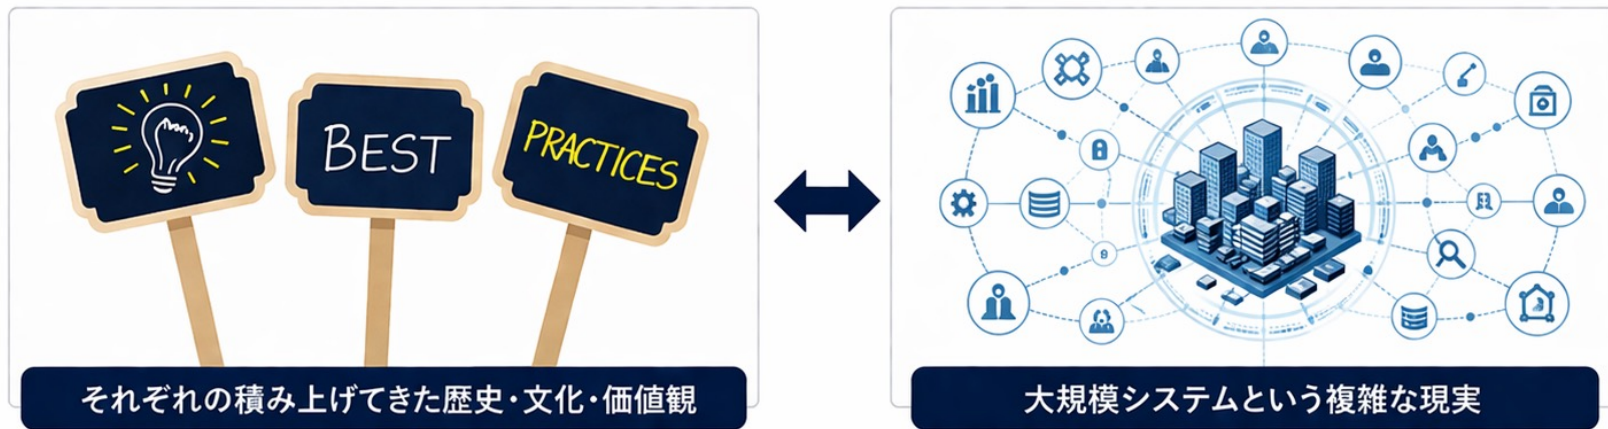 BEST
PRACTICES
それぞれの積み上げてきた歴史・文化・価値観
大規模システムという複雑な現実